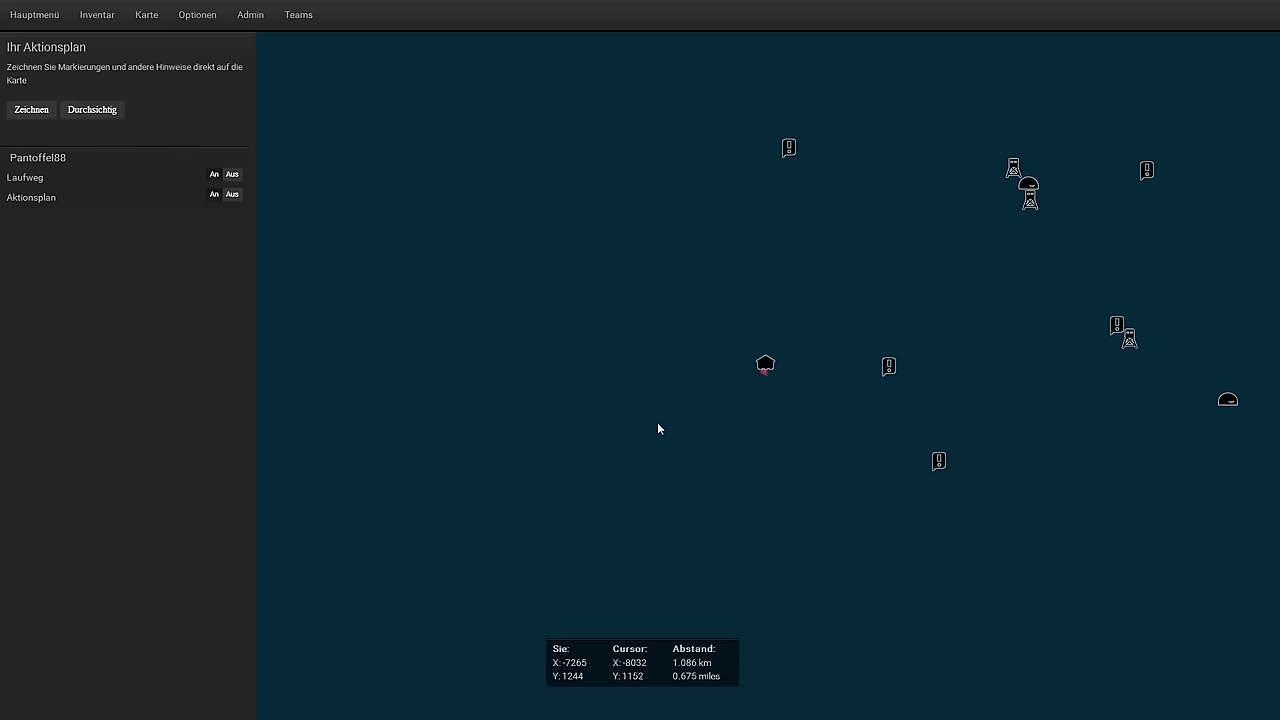 Hauptmenü Inventar Karte Optionen Admin Teams
Ihr Aktionsplan
Zeichnen Sie Markierungen und andere Hinweise direkt auf die
Karte
Zeichnen Durchsichtig
Pantoffel88
Laufweg An Aus
Aktionsplan An Aus
Sie: Cursor: Abstand:
X:-7265 X:-8032 1.086 km
Y:1244 Y:1152 0.675 miles